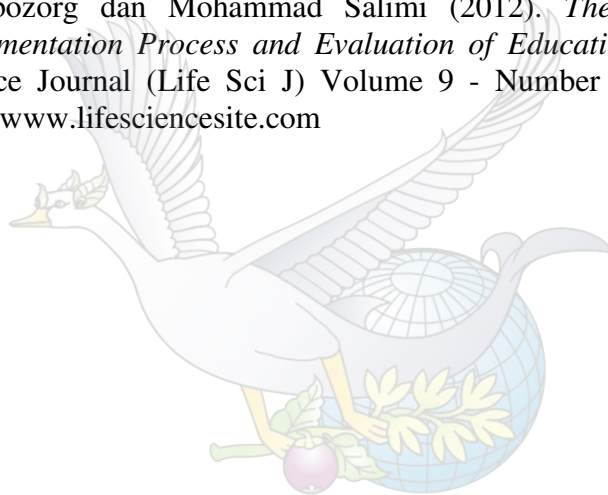 bozorg dan Mohammad Salimi (2012). The
mentation Process and Evaluation of Educati
ce Journal (Life Sci J) Volume 9 - Number
www.lifesciencesite.com